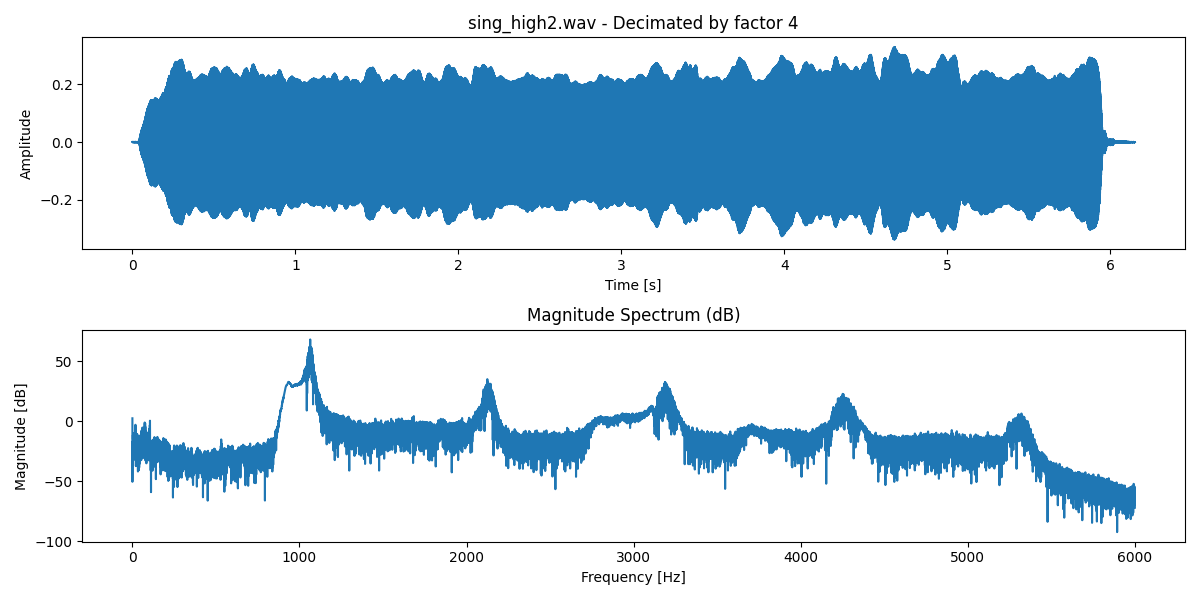 sing_high2.wav - Decimated by factor 4
0.2
0.0
−0.2
Amplitude
0 1 2 3 4 5 6
Time [s]
Magnitude Spectrum (dB)
50
0
−50
−100
Magnitude [dB]
0 1000 2000 3000 4000 5000 6000
Frequency [Hz]